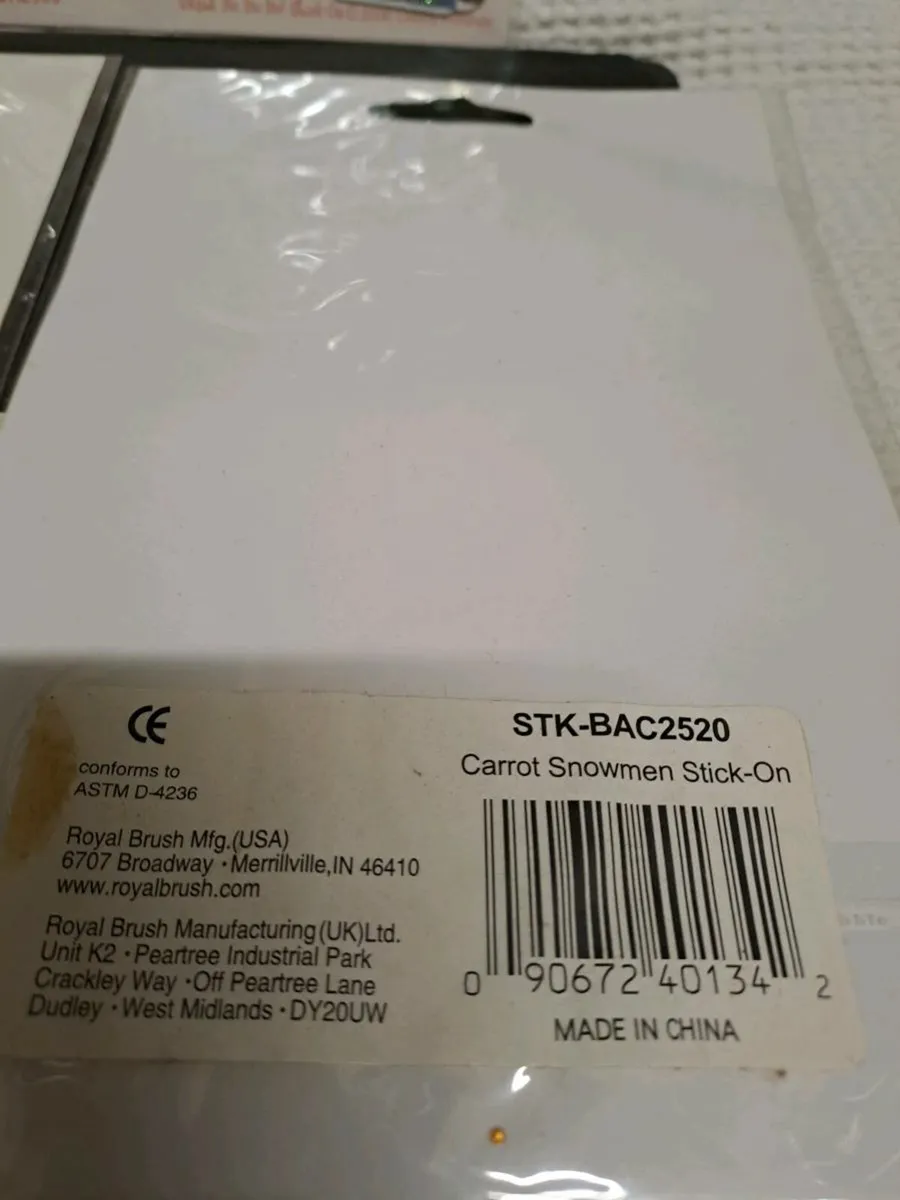 CE
conforms to
ASTM D-4236
Royal Brush Mfg.(USA)
6707 Broadway · Merrillville,IN 46410
www.royalbrush.com
Royal Brush Manufacturing(UK)Ltd.
Unit K2 · Peartree Industrial Park
Crackley Way · Off Peartree Lane
Dudley · West Midlands · DY20UW
STK-BAC2520
Carrot Snowmen Stick-On
0 90672 40134 2
MADE IN CHINA